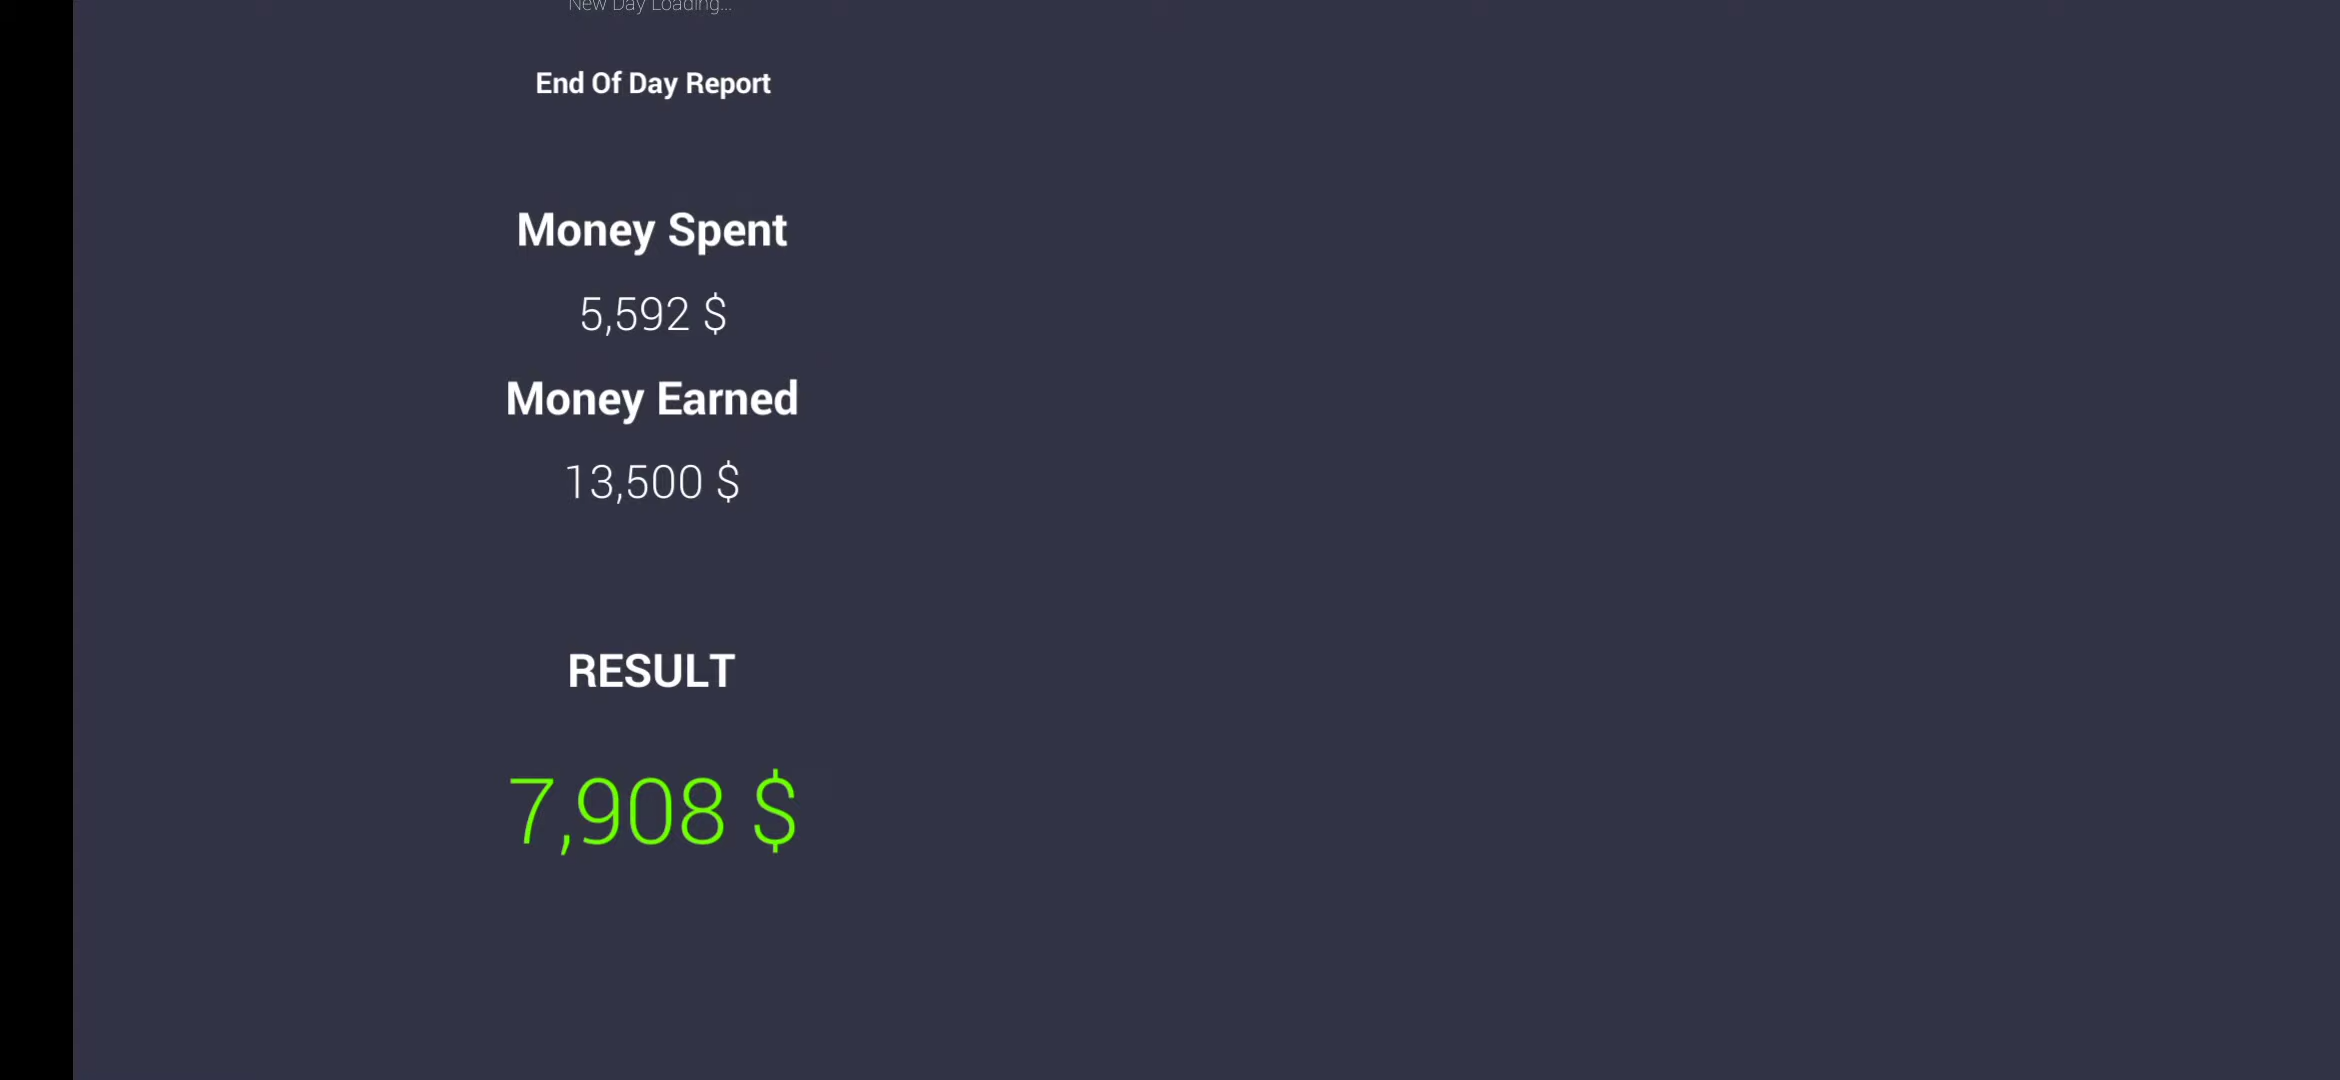 New Day Loading...
End Of Day Report
Money Spent
5,592 $
Money Earned
13,500 $
RESULT
7,908 $